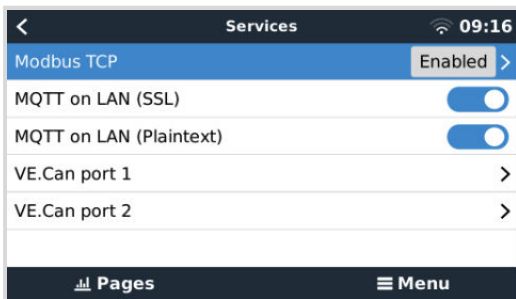 Services 09:16
Modbus TCP Enabled
MQTT on LAN (SSL)
MQTT on LAN (Plaintext)
VE.Can port 1
VE.Can port 2
Pages Menu